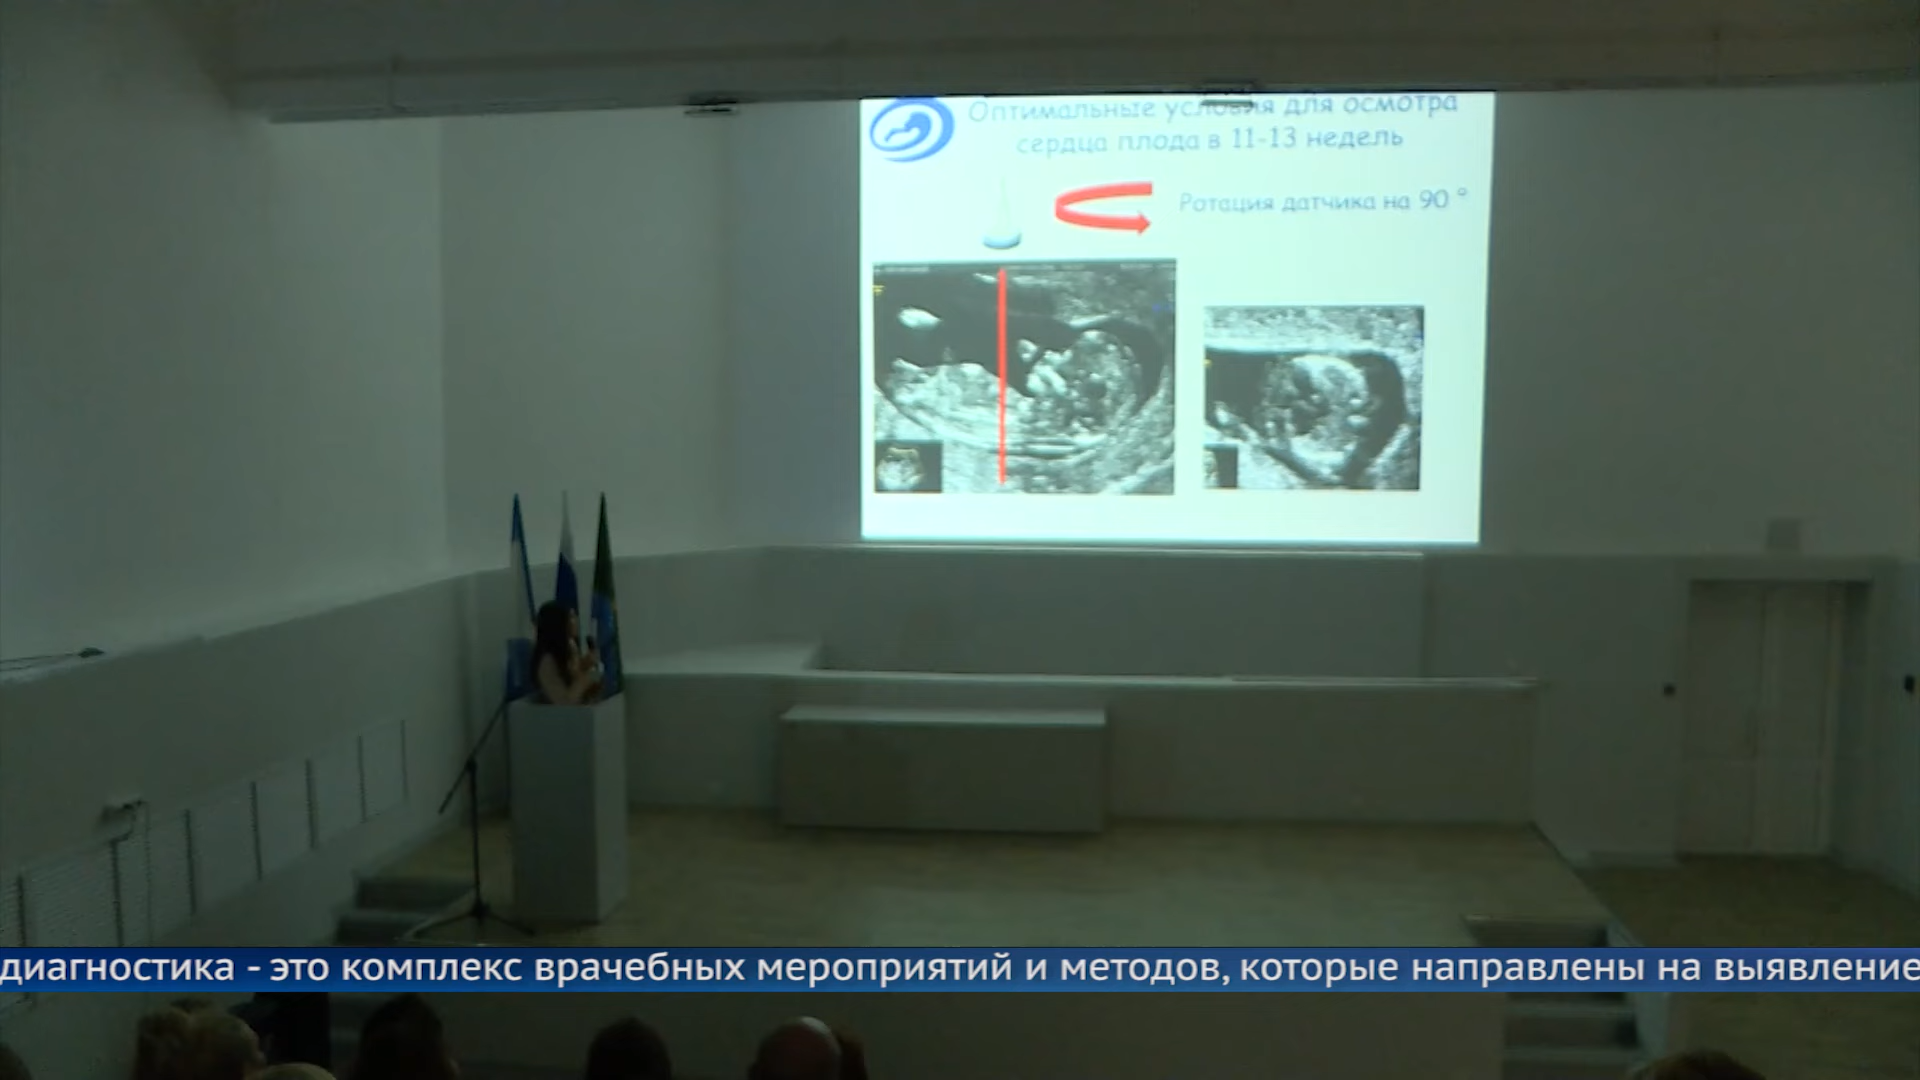 Оптимальные условия для осмотра
сердца плода в 11-13 недель
Ротация датчика на 90 °
диагностика - это комплекс врачебных мероприятий и методов, которые направлены на выявление